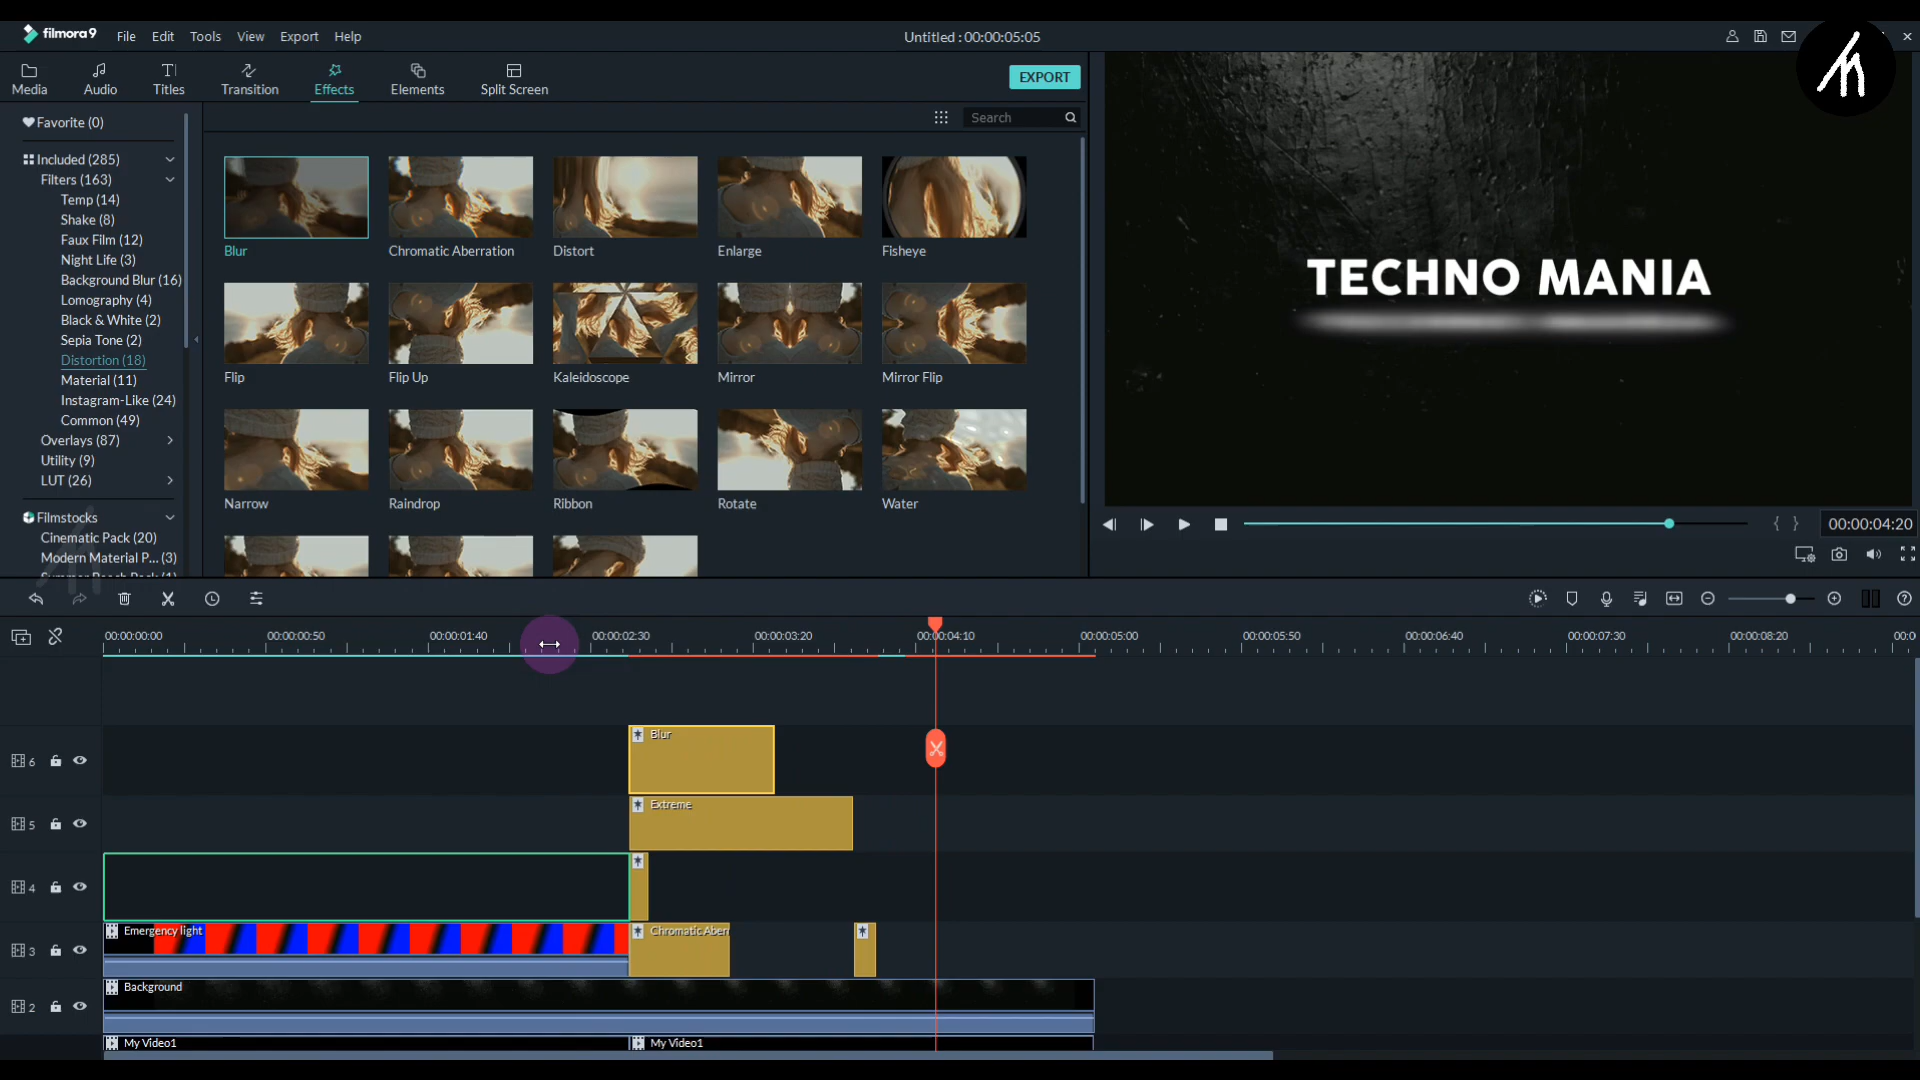 filmora9 File Edit Tools View Export Help Untitled : 00:00:05:05
Media Audio Titles Transition Effects Elements Split Screen EXPORT
Favorite (0)
Search
Included (285)
Filters (163)
Temp (14)
Shake (8)
Faux Film (12)
Night Life (3)
Background Blur (16)
Lomography (4)
Black & White (2)
Sepia Tone (2)
Distortion (18)
Material (11)
Instagram-Like (24)
Common (49)
Overlays (87)
Utility (9)
LUT (26)
Filmstocks
Cinematic Pack (20)
Modern Material P... (3)
Blur Chromatic Aberration Distort Enlarge Fisheye
Flip Flip Up Kaleidoscope Mirror Mirror Flip
Narrow Raindrop Ribbon Rotate Water
TECHNO MANIA
00:00:04:20
00:00:00:00 00:00:00:50 00:00:01:40 00:00:02:30 00:00:03:20 00:00:04:10 00:00:05:00 00:00:05:50 00:00:06:40 00:00:07:30 00:00:08:20 00:0
6 Blur
5 Extreme
4
3 Emergency light Chromatic Aberr
2 Background
My Video1 My Video1